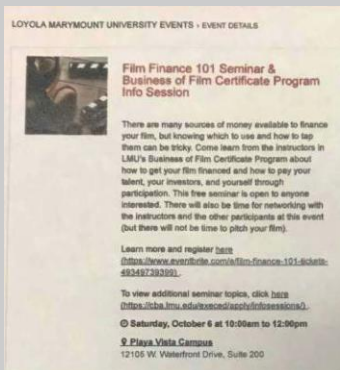 LOYOLA MARYMOUNT UNIVERSITY EVENTS › EVENT DETAILS
Film Finance 101 Seminar &
Business of Film Certificate Program
Info Session
There are many sources of money available to finance
your film, but knowing which to use and how to tap
them can be tricky. Come learn from the instructors in
LMU's Business of Film Certificate Program about
how to get your film financed and how to pay your
talent, your investors, and yourself through
participation. This free seminar is open to anyone
interested. There will also be time for networking with
the instructors and the other participants at this event
(but there will not be time to pitch your film).
Learn more and register here
(https://www.eventbrite.com/e/film-finance-101-tickets-
49349739399) .
To view additional seminar topics, click here
(https://cba.lmu.edu/execed/apply/infosessions/) .
Saturday, October 6 at 10:00am to 12:00pm
Playa Vista Campus
12105 W. Waterfront Drive, Suite 200